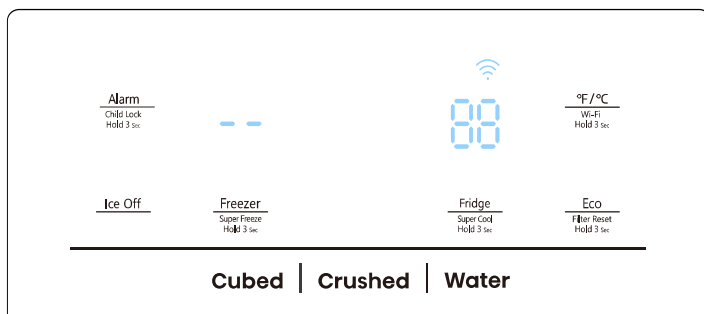 Alarm
Child Lock
Hold 3 Sec
--
88
°F/°C
Wi-Fi
Hold 3 Sec
Ice Off
Freezer
Super Freeze
Hold 3 Sec
Fridge
Super Cool
Hold 3 Sec
Eco
Filter Reset
Hold 3 Sec
Cubed | Crushed | Water